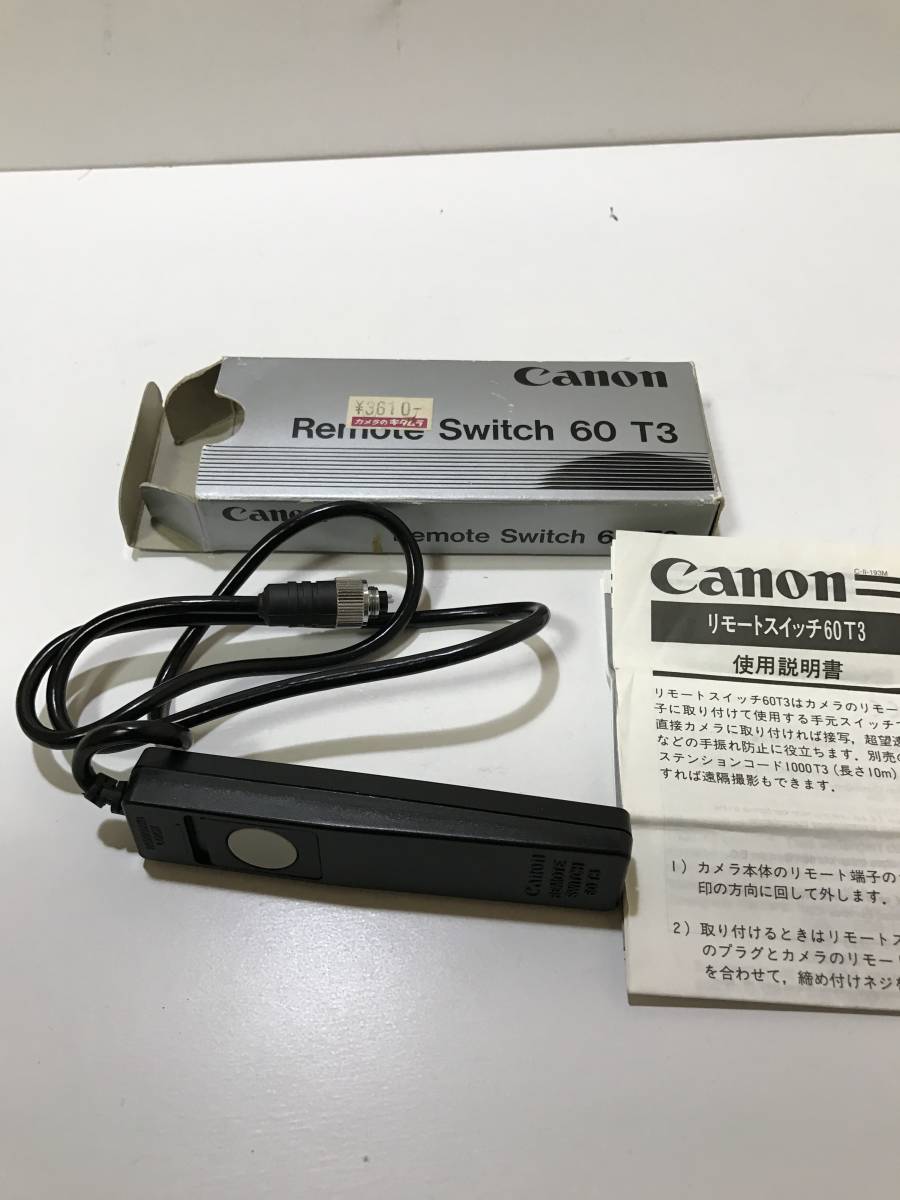 Canon
¥3610-
カメラのキタムラ
Remote Switch 60 T3
Canon
Remote Switch 6
C-II-193M
Canon
リモートスイッチ60T3
使用説明書
リモートスイッチ60T3はカメラのリモー
子に取り付けて使用する手元スイッチで
直接カメラに取り付ければ接写，超望遠
などの手振れ防止に役立ちます．別売の
ステンションコード1000T3（長さ10m）
すれば遠隔撮影もできます．
1）カメラ本体のリモート端子の
印の方向に回して外します．
2）取り付けるときはリモートス
のプラグとカメラのリモー
を合わせて，締め付けネジを
Canon
REMOTE
SWITCH
60 T3